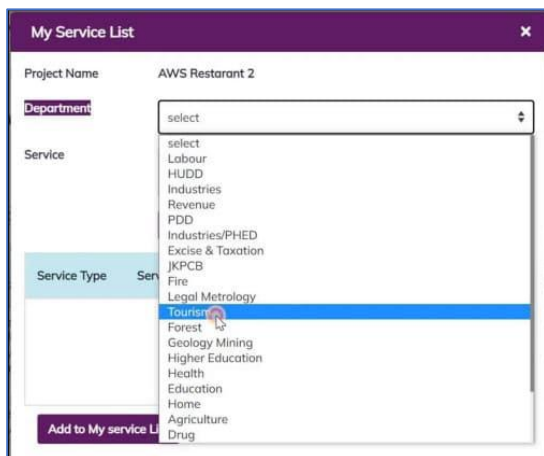 My Service List ×
Project Name AWS Restarant 2
Department select
select
Labour
Service
HUDD
Industries
Revenue
PDD
Industries/PHED
Excise & Taxation
JKPCB
Service Type
Fire
Legal Metrology
Tourism
Forest
Geology Mining
Higher Education
Health
Education
Home
Agriculture
Add to My service
Drug